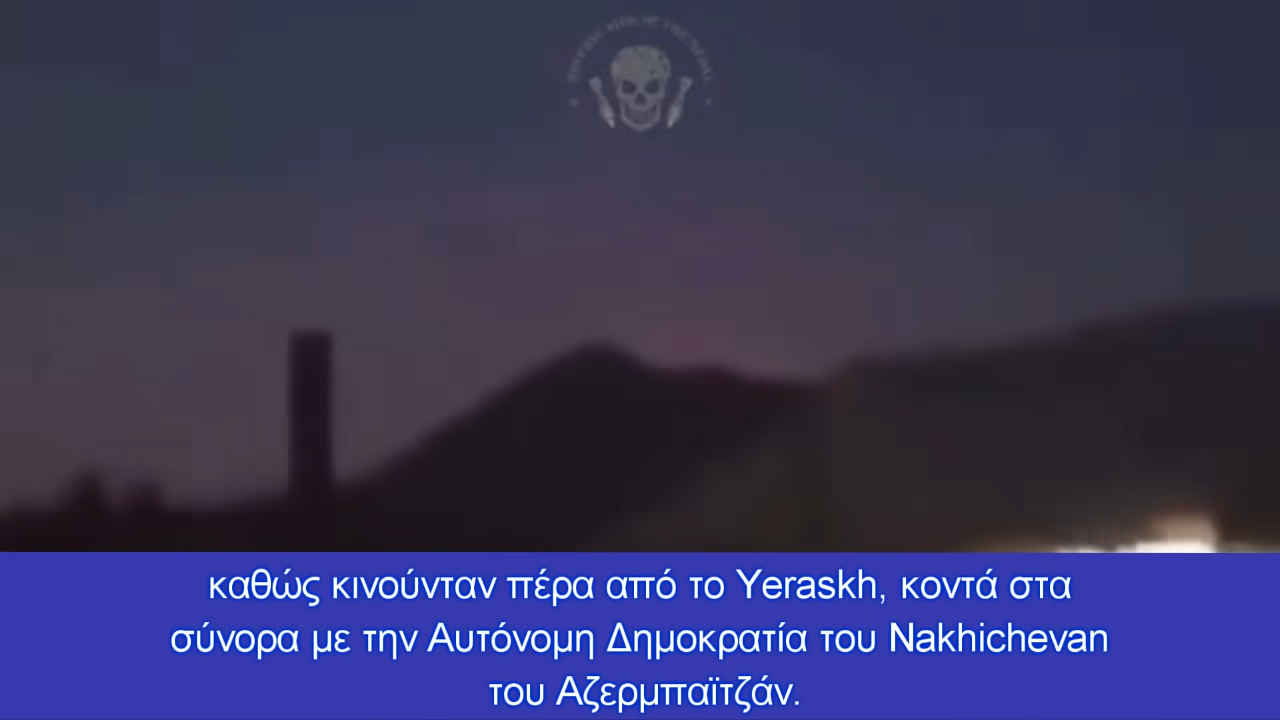 καθώς κινούνταν πέρα από το Yeraskh, κοντά στα
σύνορα με την Αυτόνομη Δημοκρατία του Nakhichevan
του Αζερμπαϊτζάν.